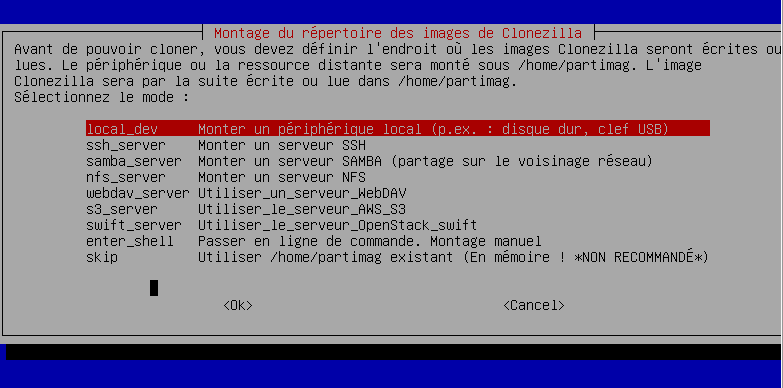 Montage du répertoire des images de Clonezilla
Avant de pouvoir cloner, vous devez définir l'endroit où les images Clonezilla seront écrites ou
lues. Le périphérique ou la ressource distante sera monté sous /home/partimag. L'image
Clonezilla sera par la suite écrite ou lue dans /home/partimag.
Sélectionnez le mode :
local_dev Monter un périphérique local (p.ex. : disque dur, clef USB)
ssh_server Monter un serveur SSH
samba_server Monter un serveur SAMBA (partage sur le voisinage réseau)
nfs_server Monter un serveur NFS
webdav_server Utiliser_un_serveur_WebDAV
s3_server Utiliser_le_serveur_AWS_S3
swift_server Utiliser_le_serveur_OpenStack_swift
enter_shell Passer en ligne de commande. Montage manuel
skip Utiliser /home/partimag existant (En mémoire ! *NON RECOMMANDÉ*)
<Ok> <Cancel>